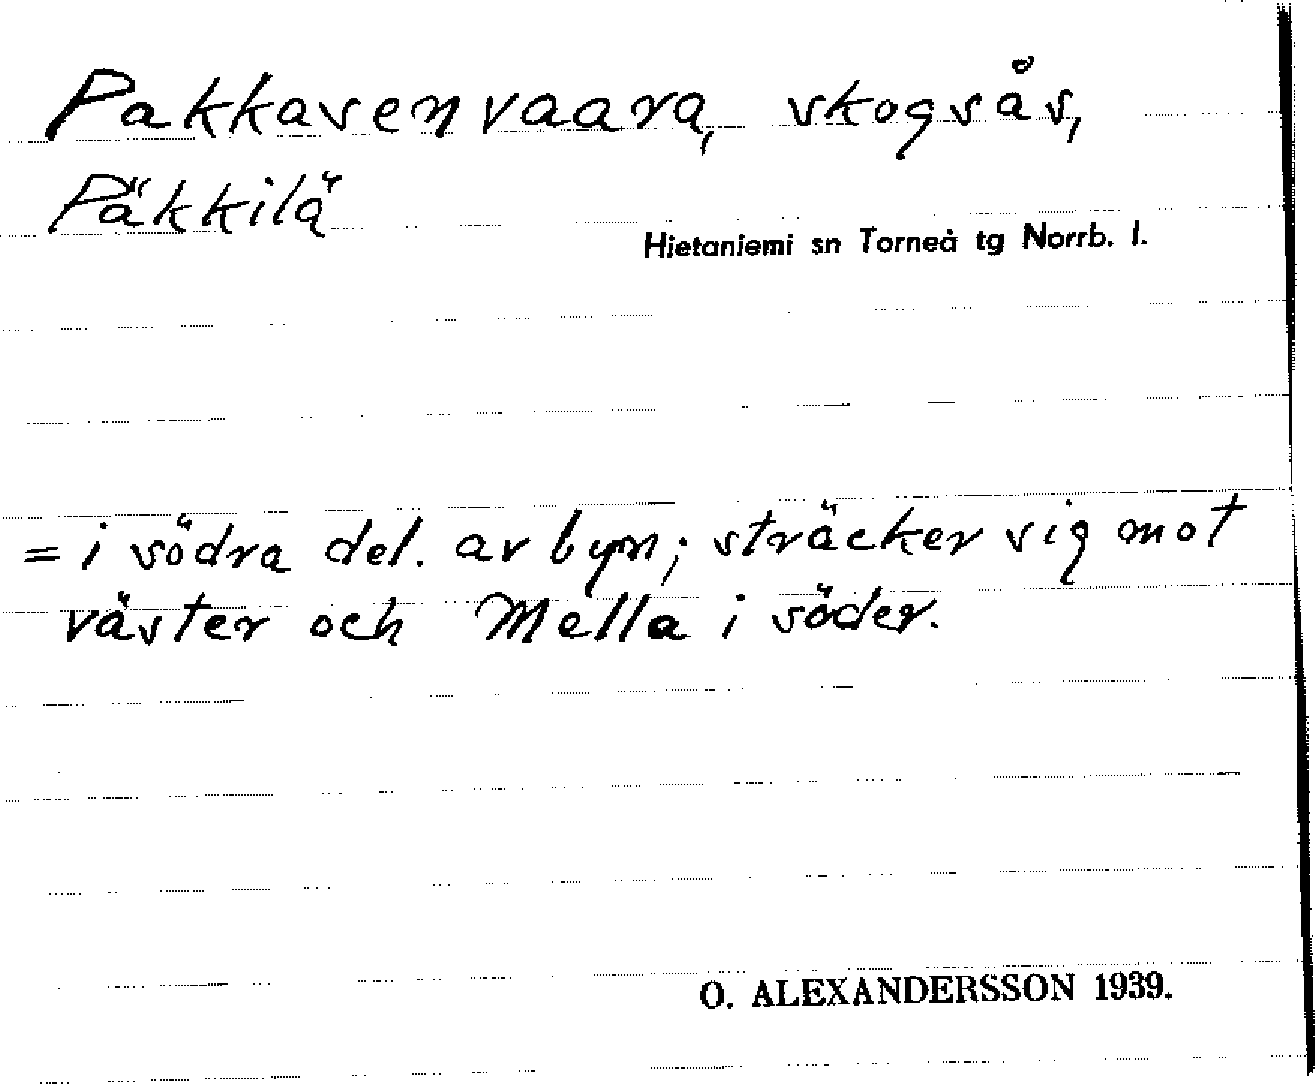 Pakkasenvaara, skogsås,
Päkkilä
Hietaniemi sn Torneå tg Norrb. l.
= i södra del. av byn; sträcker sig mot
väster och Mella i söder.
O. ALEXANDERSSON 1939.